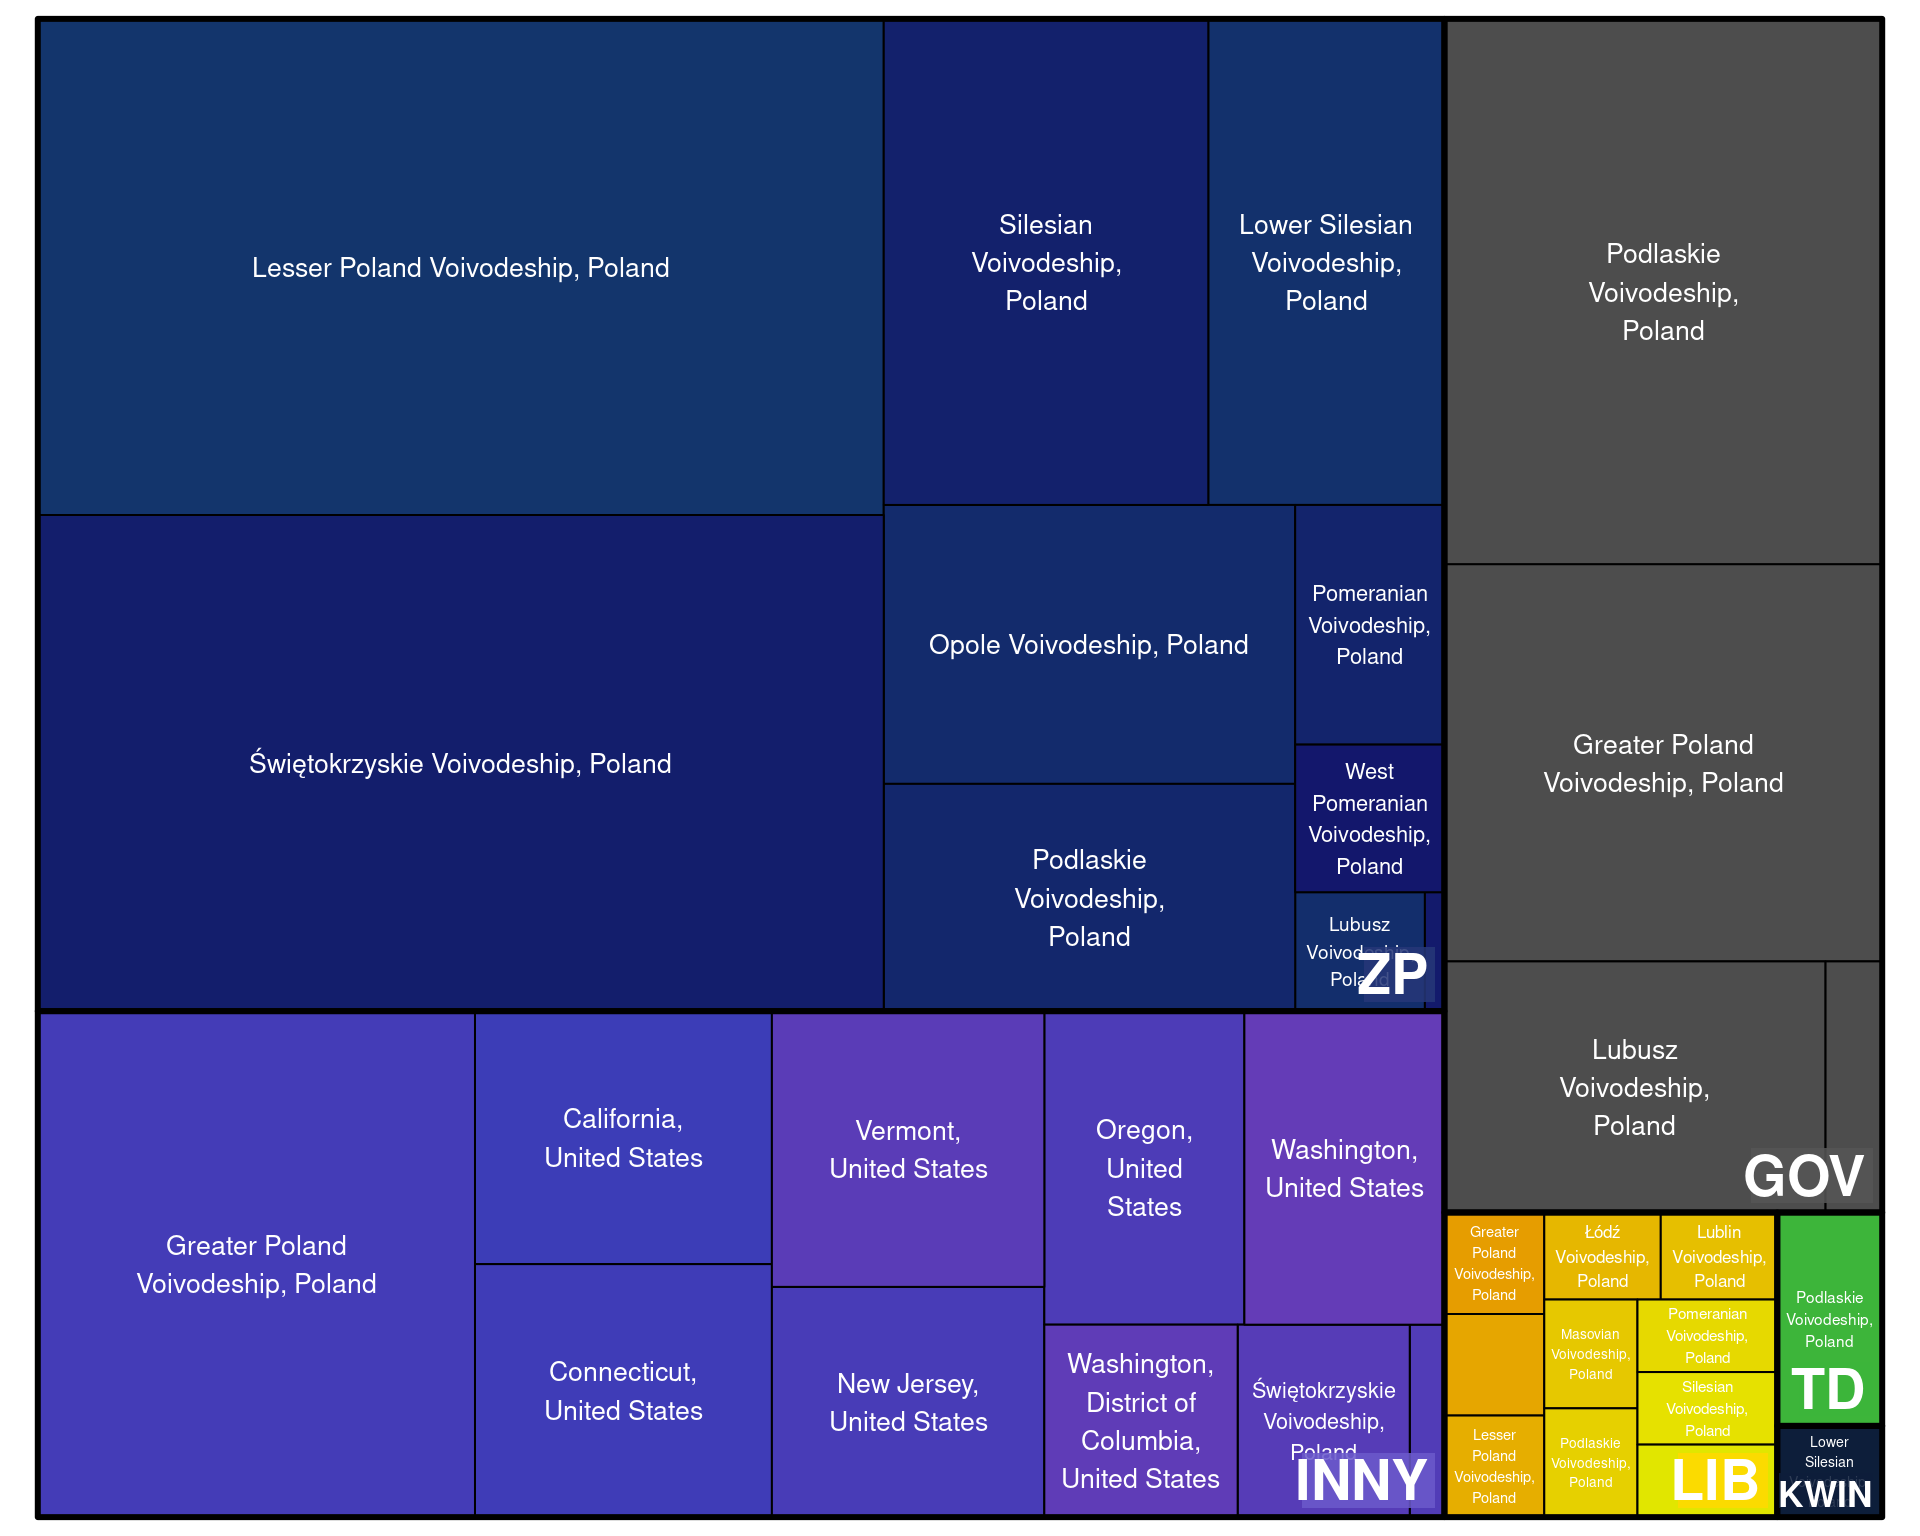 Lesser Poland Voivodeship, Poland
Świętokrzyskie Voivodeship, Poland
Silesian
Voivodeship,
Poland
Lower Silesian
Voivodeship,
Poland
Opole Voivodeship, Poland
Podlaskie
Voivodeship,
Poland
Pomeranian
Voivodeship,
Poland
West
Pomeranian
Voivodeship,
Poland
Lubusz
Voivodeship,
Poland
ZP
Greater Poland
Voivodeship, Poland
California,
United States
Connecticut,
United States
Vermont,
United States
New Jersey,
United States
Oregon,
United
States
Washington,
United States
Washington,
District of
Columbia,
United States
Świętokrzyskie
Voivodeship,
Poland
INNY
Podlaskie
Voivodeship,
Poland
Greater Poland
Voivodeship, Poland
Lubusz
Voivodeship,
Poland
GOV
Greater
Poland
Voivodeship,
Poland
Lesser
Poland
Voivodeship,
Poland
Łódź
Voivodeship,
Poland
Lublin
Voivodeship,
Poland
Masovian
Voivodeship,
Poland
Podlaskie
Voivodeship,
Poland
Pomeranian
Voivodeship,
Poland
Silesian
Voivodeship,
Poland
LIB
Podlaskie
Voivodeship,
Poland
TD
Lower
Silesian
KWIN